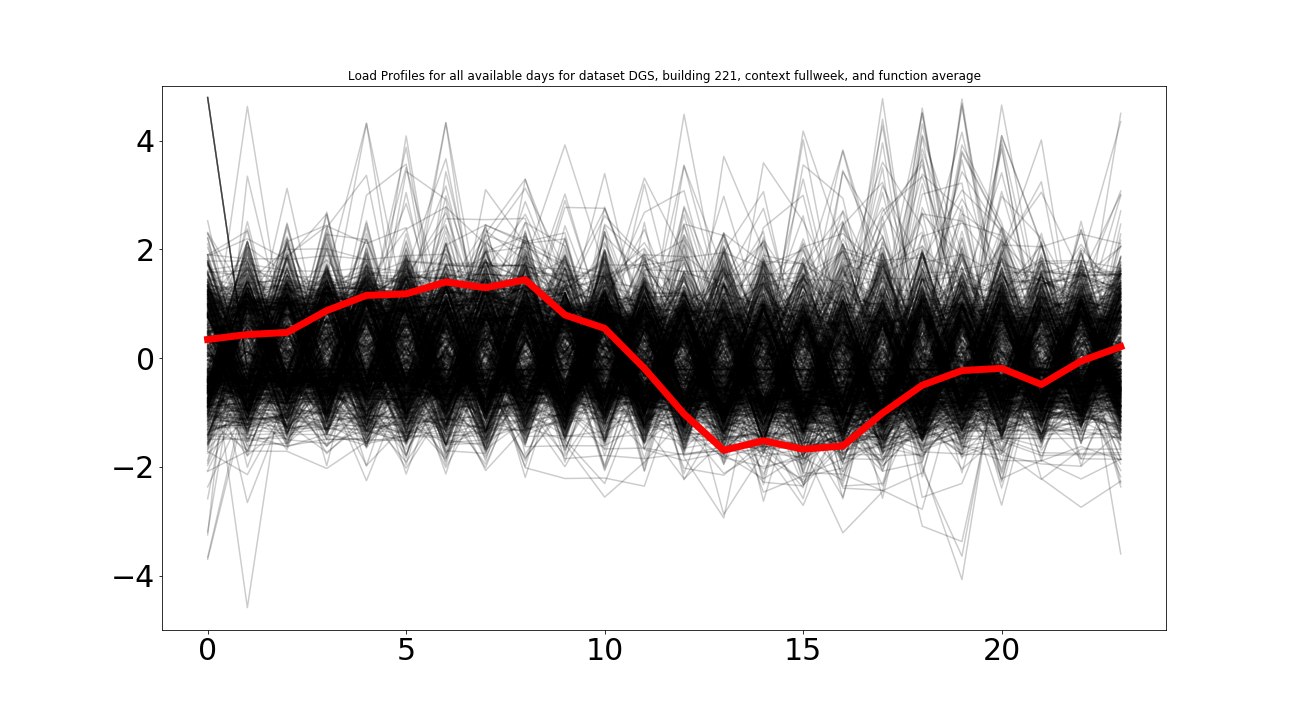 Load Profiles for all available days for dataset DGS, building 221, context fullweek, and function average
4
2
0
−2
−4
0 5 10 15 20